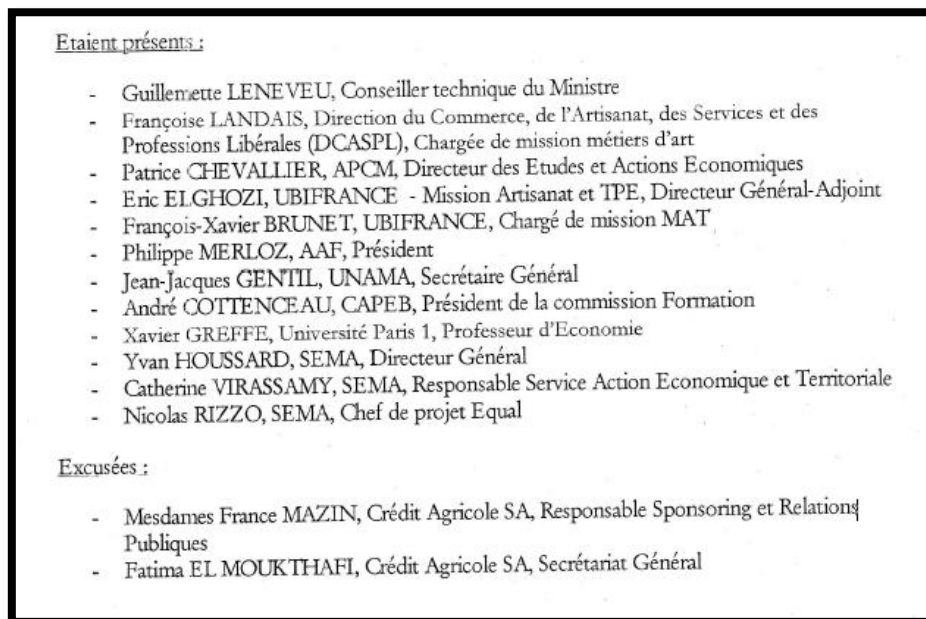 Etaient présents :
- Guillemette LENEVEU, Conseiller technique du Ministre
- Françoise LANDAIS, Direction du Commerce, de l'Artisanat, des Services et des
Professions Libérales (DCASPL), Chargée de mission métiers d'art
- Patrice CHEVALLIER, APCM, Directeur des Etudes et Actions Economiques
- Eric ELGHOZI, UBIFRANCE - Mission Artisanat et TPE, Directeur Général-Adjoint
- François-Xavier BRUNET, UBIFRANCE, Chargé de mission MAT
- Philippe MERLOZ, AAF, Président
- Jean-Jacques GENTIL, UNAMA, Secrétaire Général
- André COTTENCEAU, CAPEB, Président de la commission Formation
- Xavier GREFFE, Université Paris 1, Professeur d'Economie
- Yvan HOUSSARD, SEMA, Directeur Général
- Catherine VIRASSAMY, SEMA, Responsable Service Action Economique et Territoriale
- Nicolas RIZZO, SEMA, Chef de projet Equal
Excusées :
- Mesdames France MAZIN, Crédit Agricole SA, Responsable Sponsoring et Relations
Publiques
- Fatima EL MOUKTHAFI, Crédit Agricole SA, Secrétariat Général